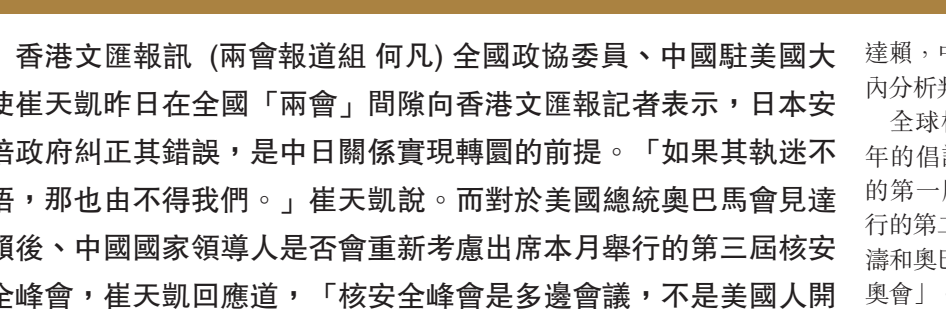 香港文匯報訊 (兩會報道組 何凡) 全國政協委員、中國駐美國大
使崔天凱昨日在全國「兩會」間隙向香港文匯報記者表示，日本安
倍政府糾正其錯誤，是中日關係實現轉圜的前提。「如果其執迷不
悟，那也由不得我們。」崔天凱說。而對於美國總統奧巴馬會見達
賴後、中國國家領導人是否會重新考慮出席本月舉行的第三屆核安
全峰會，崔天凱回應道，「核安全峰會是多邊會議，不是美國人開
達賴，中
內分析
全球
年的倡
的第一
行的第二
濤和奧巴
奧會」